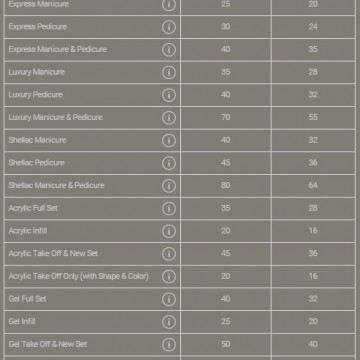 Express Manicure 25 20
Express Pedicure 30 24
Express Manicure & Pedicure 40 35
Luxury Manicure 35 28
Luxury Pedicure 40 32
Luxury Manicure & Pedicure 70 55
Shellac Manicure 40 32
Shellac Pedicure 45 36
Shellac Manicure & Pedicure 80 64
Acrylic Full Set 35 28
Acrylic Infill 20 16
Acrylic Take Off & New Set 45 36
Acrylic Take Off Only (with Shape & Color) 20 16
Gel Full Set 40 32
Gel Infill 25 20
Gel Take Off & New Set 50 40